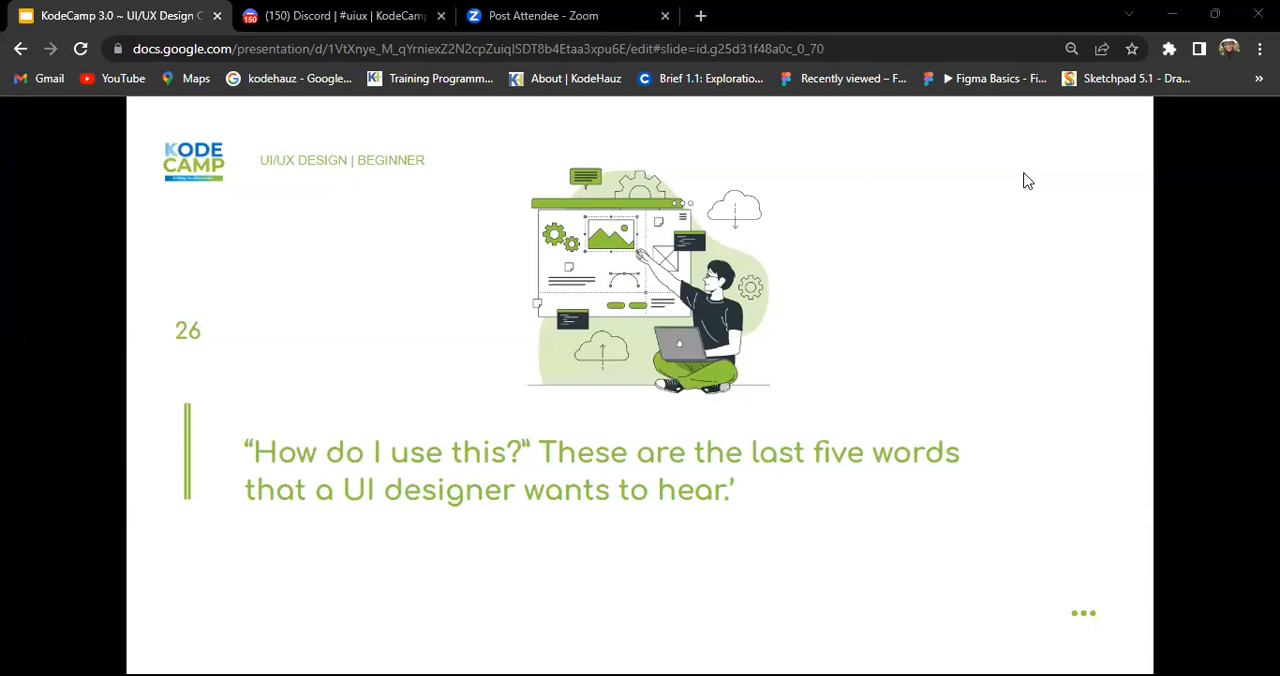 KodeCamp 3.0 ~ UI/UX Design C
150
(150) Discord | #uiux | KodeCamp
Z
Post Attendee - Zoom
docs.google.com/presentation/d/1VtXnye_M_qYrniexZ2N2cpZuiqlSDT8b4Etaa3xpu6E/edit#slide=id.g25d31f48a0c_0_70
Gmail
YouTube
Maps
kodehauz - Google...
Training Programm...
About | KodeHauz
Brief 1.1: Exploratio...
Recently viewed – F...
▶ Figma Basics - Fi...
Sketchpad 5.1 - Dra...
»
KODE
CAMP
UI/UX DESIGN | BEGINNER
26
“How do I use this?” These are the last five words
that a UI designer wants to hear.’